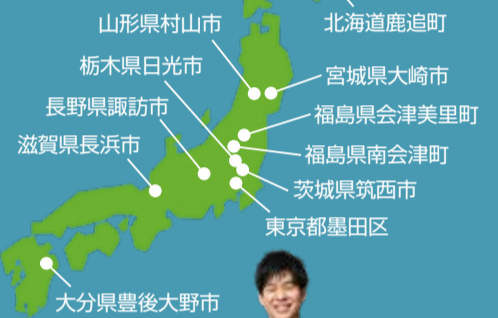 山形県村山市
北海道鹿追町
栃木県日光市
宮城県大崎市
長野県諏訪市
福島県会津美里町
滋賀県長浜市
福島県南会津町
茨城県筑西市
東京都墨田区
大分県豊後大野市